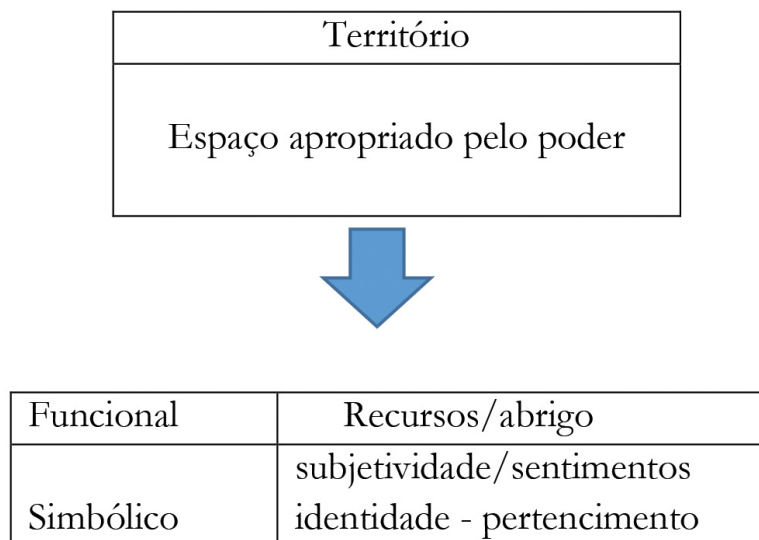 Território
Espaço apropriado pelo poder
Funcional Recursos/abrigo
subjetividade/sentimentos
Simbólico identidade - pertencimento